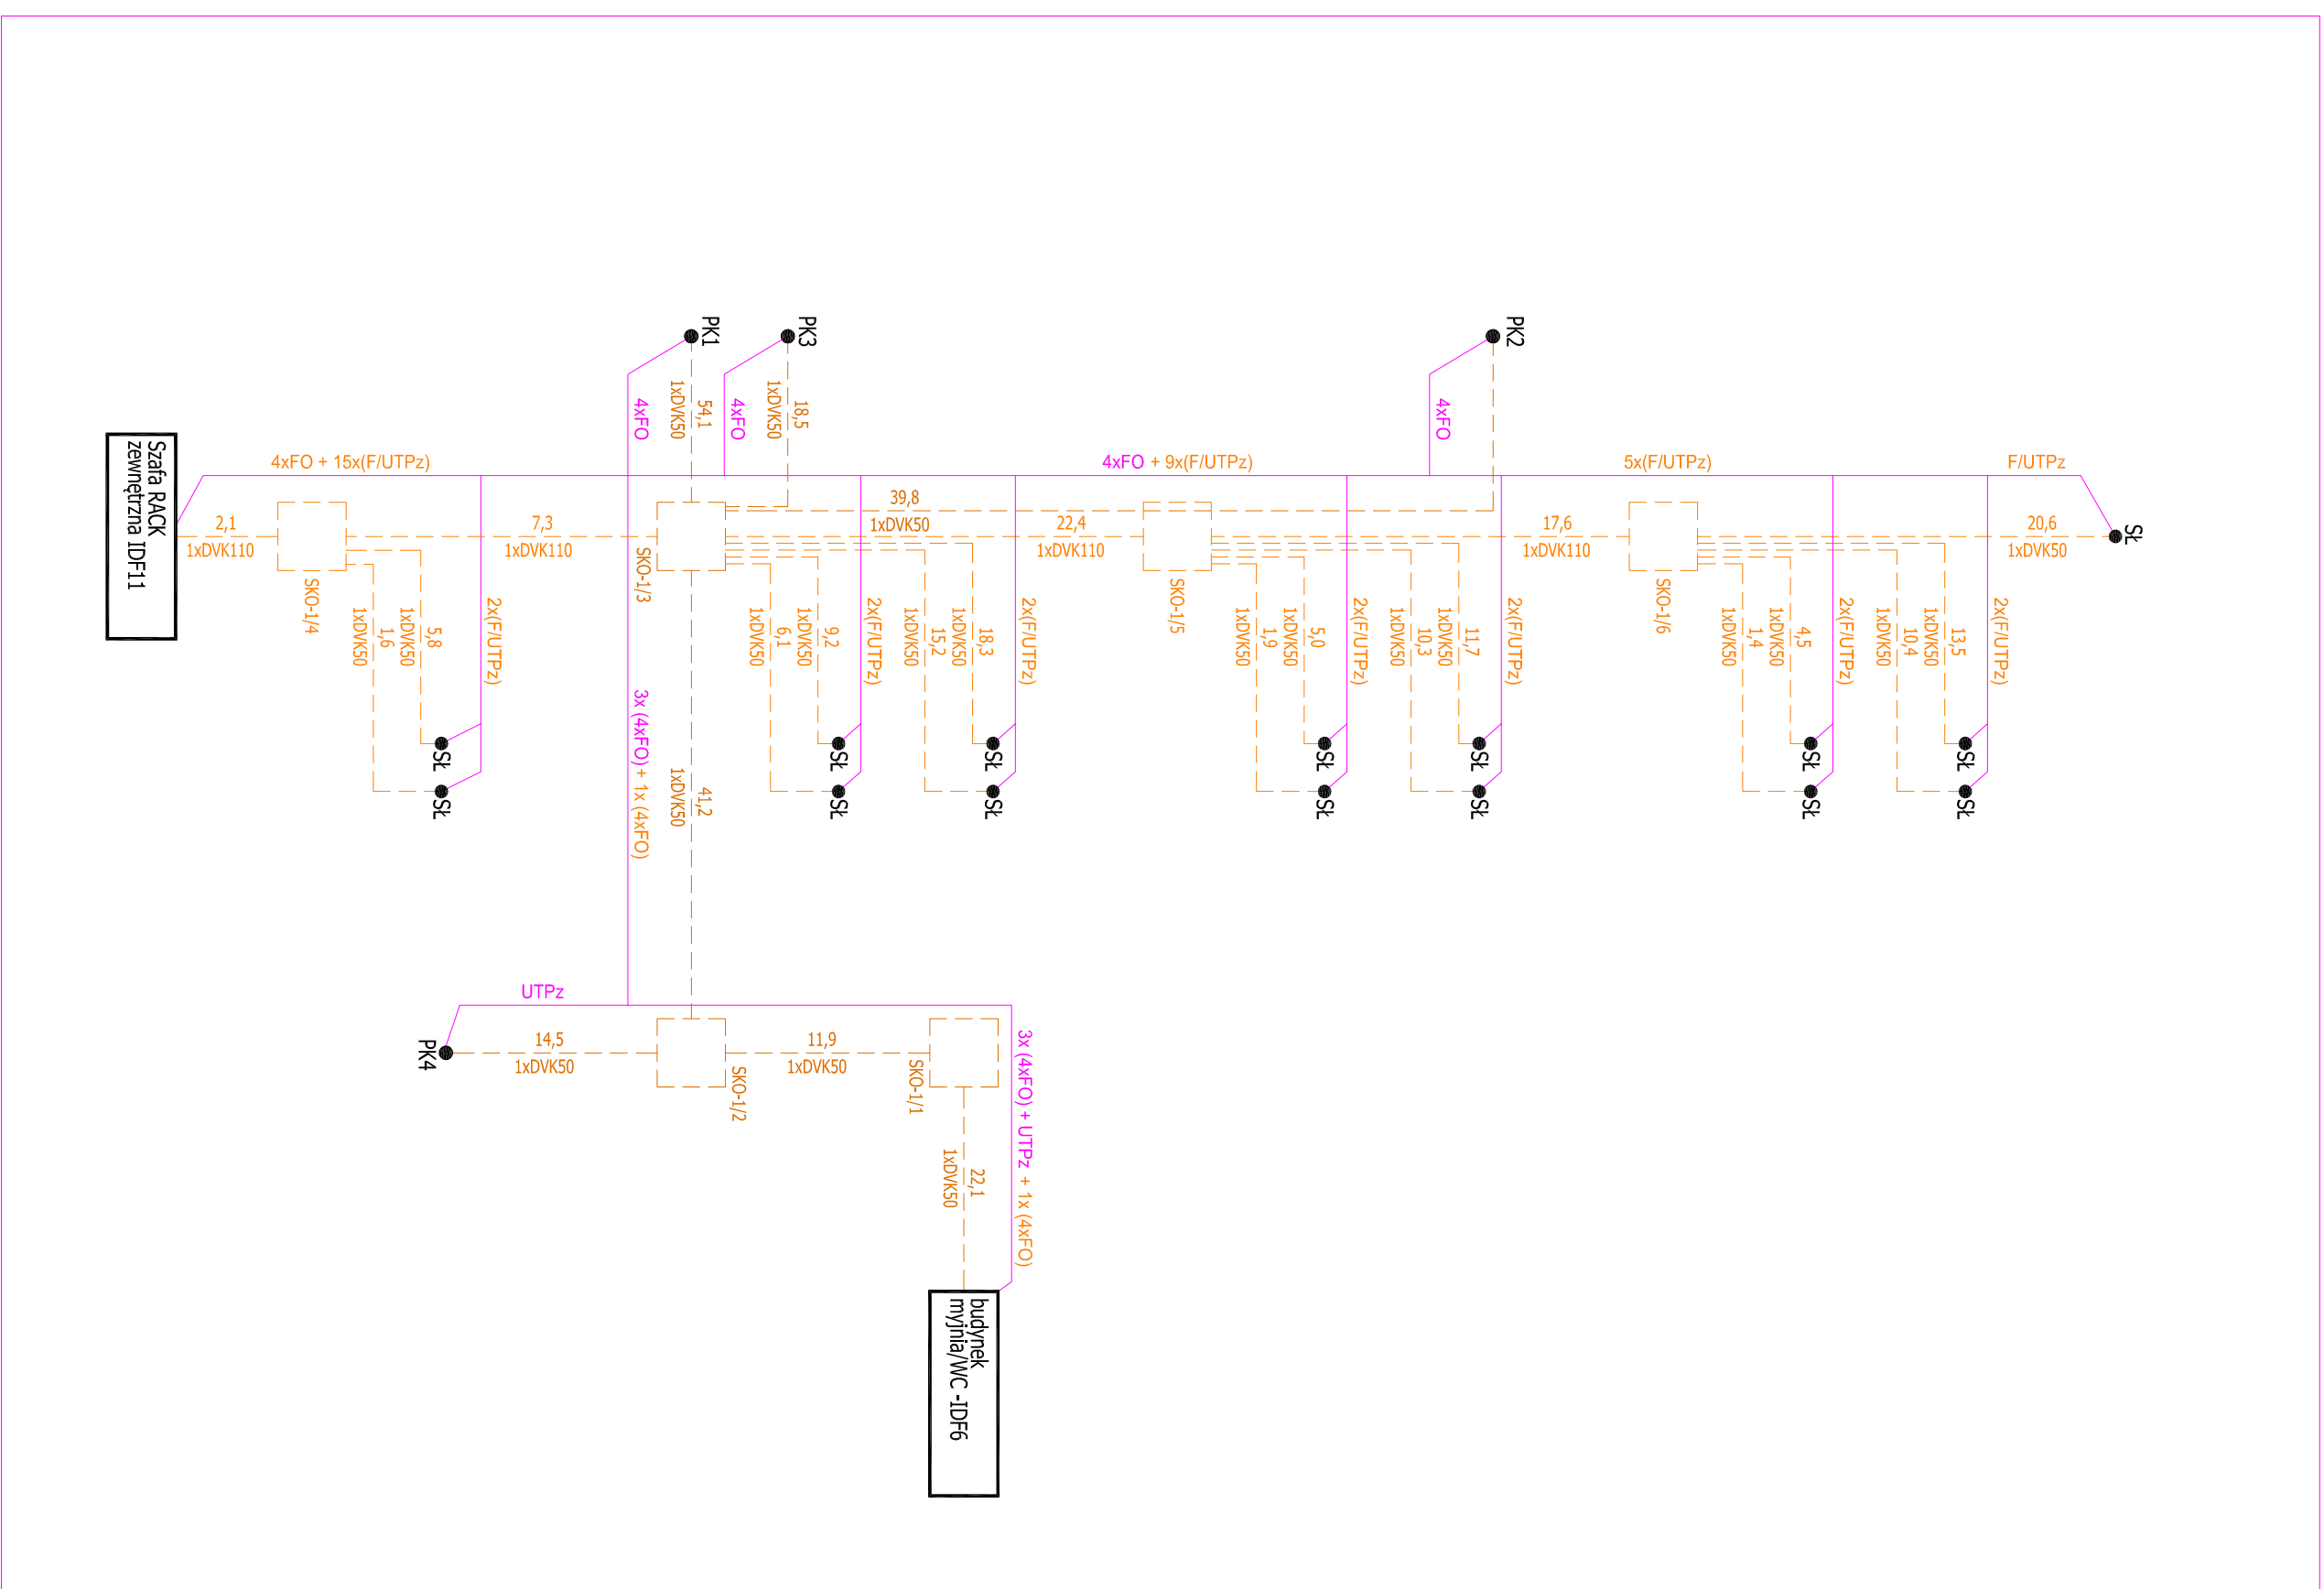 PK1
PK3
PK2
54,1
1xDVK50
18,5
1xDVK50
4xFO
4xFO
4xFO
Szafa RACK
zewnętrzna IDF11
4xFO + 15x(F/UTPz)
4xFO + 9x(F/UTPz)
5x(F/UTPz)
F/UTPz
2,1
1xDVK110
7,3
1xDVK110
39,8
1xDVK50
22,4
1xDVK110
17,6
1xDVK110
20,6
1xDVK50
SŁ
SKO-1/4
SKO-1/3
SKO-1/5
SKO-1/6
1,6
1xDVK50
5,8
1xDVK50
2x(F/UTPz)
6,1
1xDVK50
9,2
1xDVK50
2x(F/UTPz)
15,2
1xDVK50
18,3
1xDVK50
2x(F/UTPz)
1,9
1xDVK50
5,0
1xDVK50
2x(F/UTPz)
10,3
1xDVK50
11,7
1xDVK50
2x(F/UTPz)
1,4
1xDVK50
4,5
1xDVK50
2x(F/UTPz)
10,4
1xDVK50
13,5
1xDVK50
2x(F/UTPz)
SŁ
SŁ
SŁ
SŁ
SŁ
SŁ
SŁ
SŁ
SŁ
SŁ
SŁ
SŁ
SŁ
SŁ
3x (4xFO)+ 1x (4xFO)
41,2
1xDVK50
UTPz
PK4
14,5
1xDVK50
11,9
1xDVK50
SKO-1/2
SKO-1/1
3x (4xFO) + UTPz + 1x (4xFO)
22,1
1xDVK50
budynek
myjnia/WC -IDF6